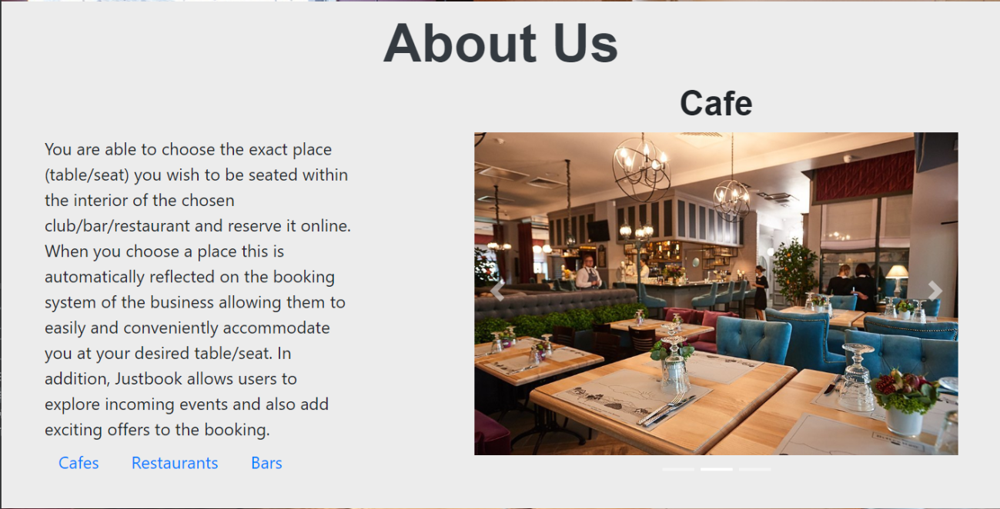 About Us
Cafe
You are able to choose the exact place
(table/seat) you wish to be seated within
the interior of the chosen
club/bar/restaurant and reserve it online.
When you choose a place this is
automatically reflected on the booking
system of the business allowing them to
easily and conveniently accommodate
you at your desired table/seat. In
addition, Justbook allows users to
explore incoming events and also add
exciting offers to the booking.
Cafes Restaurants Bars